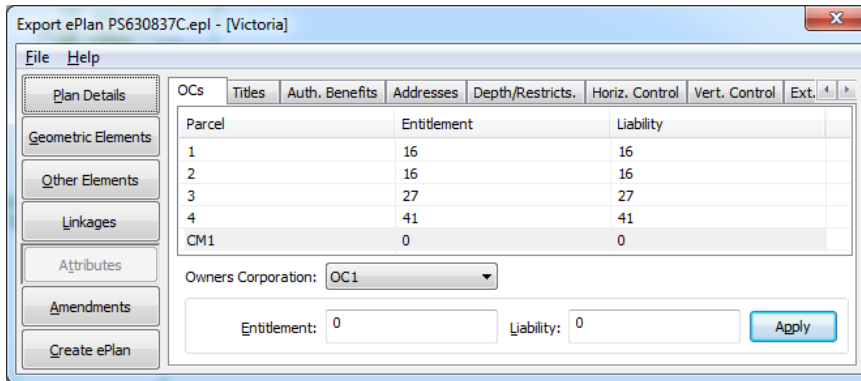 Export ePlan PS630837C.epl - [Victoria]
File Help
Plan Details
Geometric Elements
Other Elements
Linkages
Attributes
Amendments
Create ePlan
OCs Titles Auth. Benefits Addresses Depth/Restricts. Horiz. Control Vert. Control Ext.
Parcel Entitlement Liability
1 16 16
2 16 16
3 27 27
4 41 41
CM1 0 0
Owners Corporation: OC1
Entitlement: 0 Liability: 0 Apply